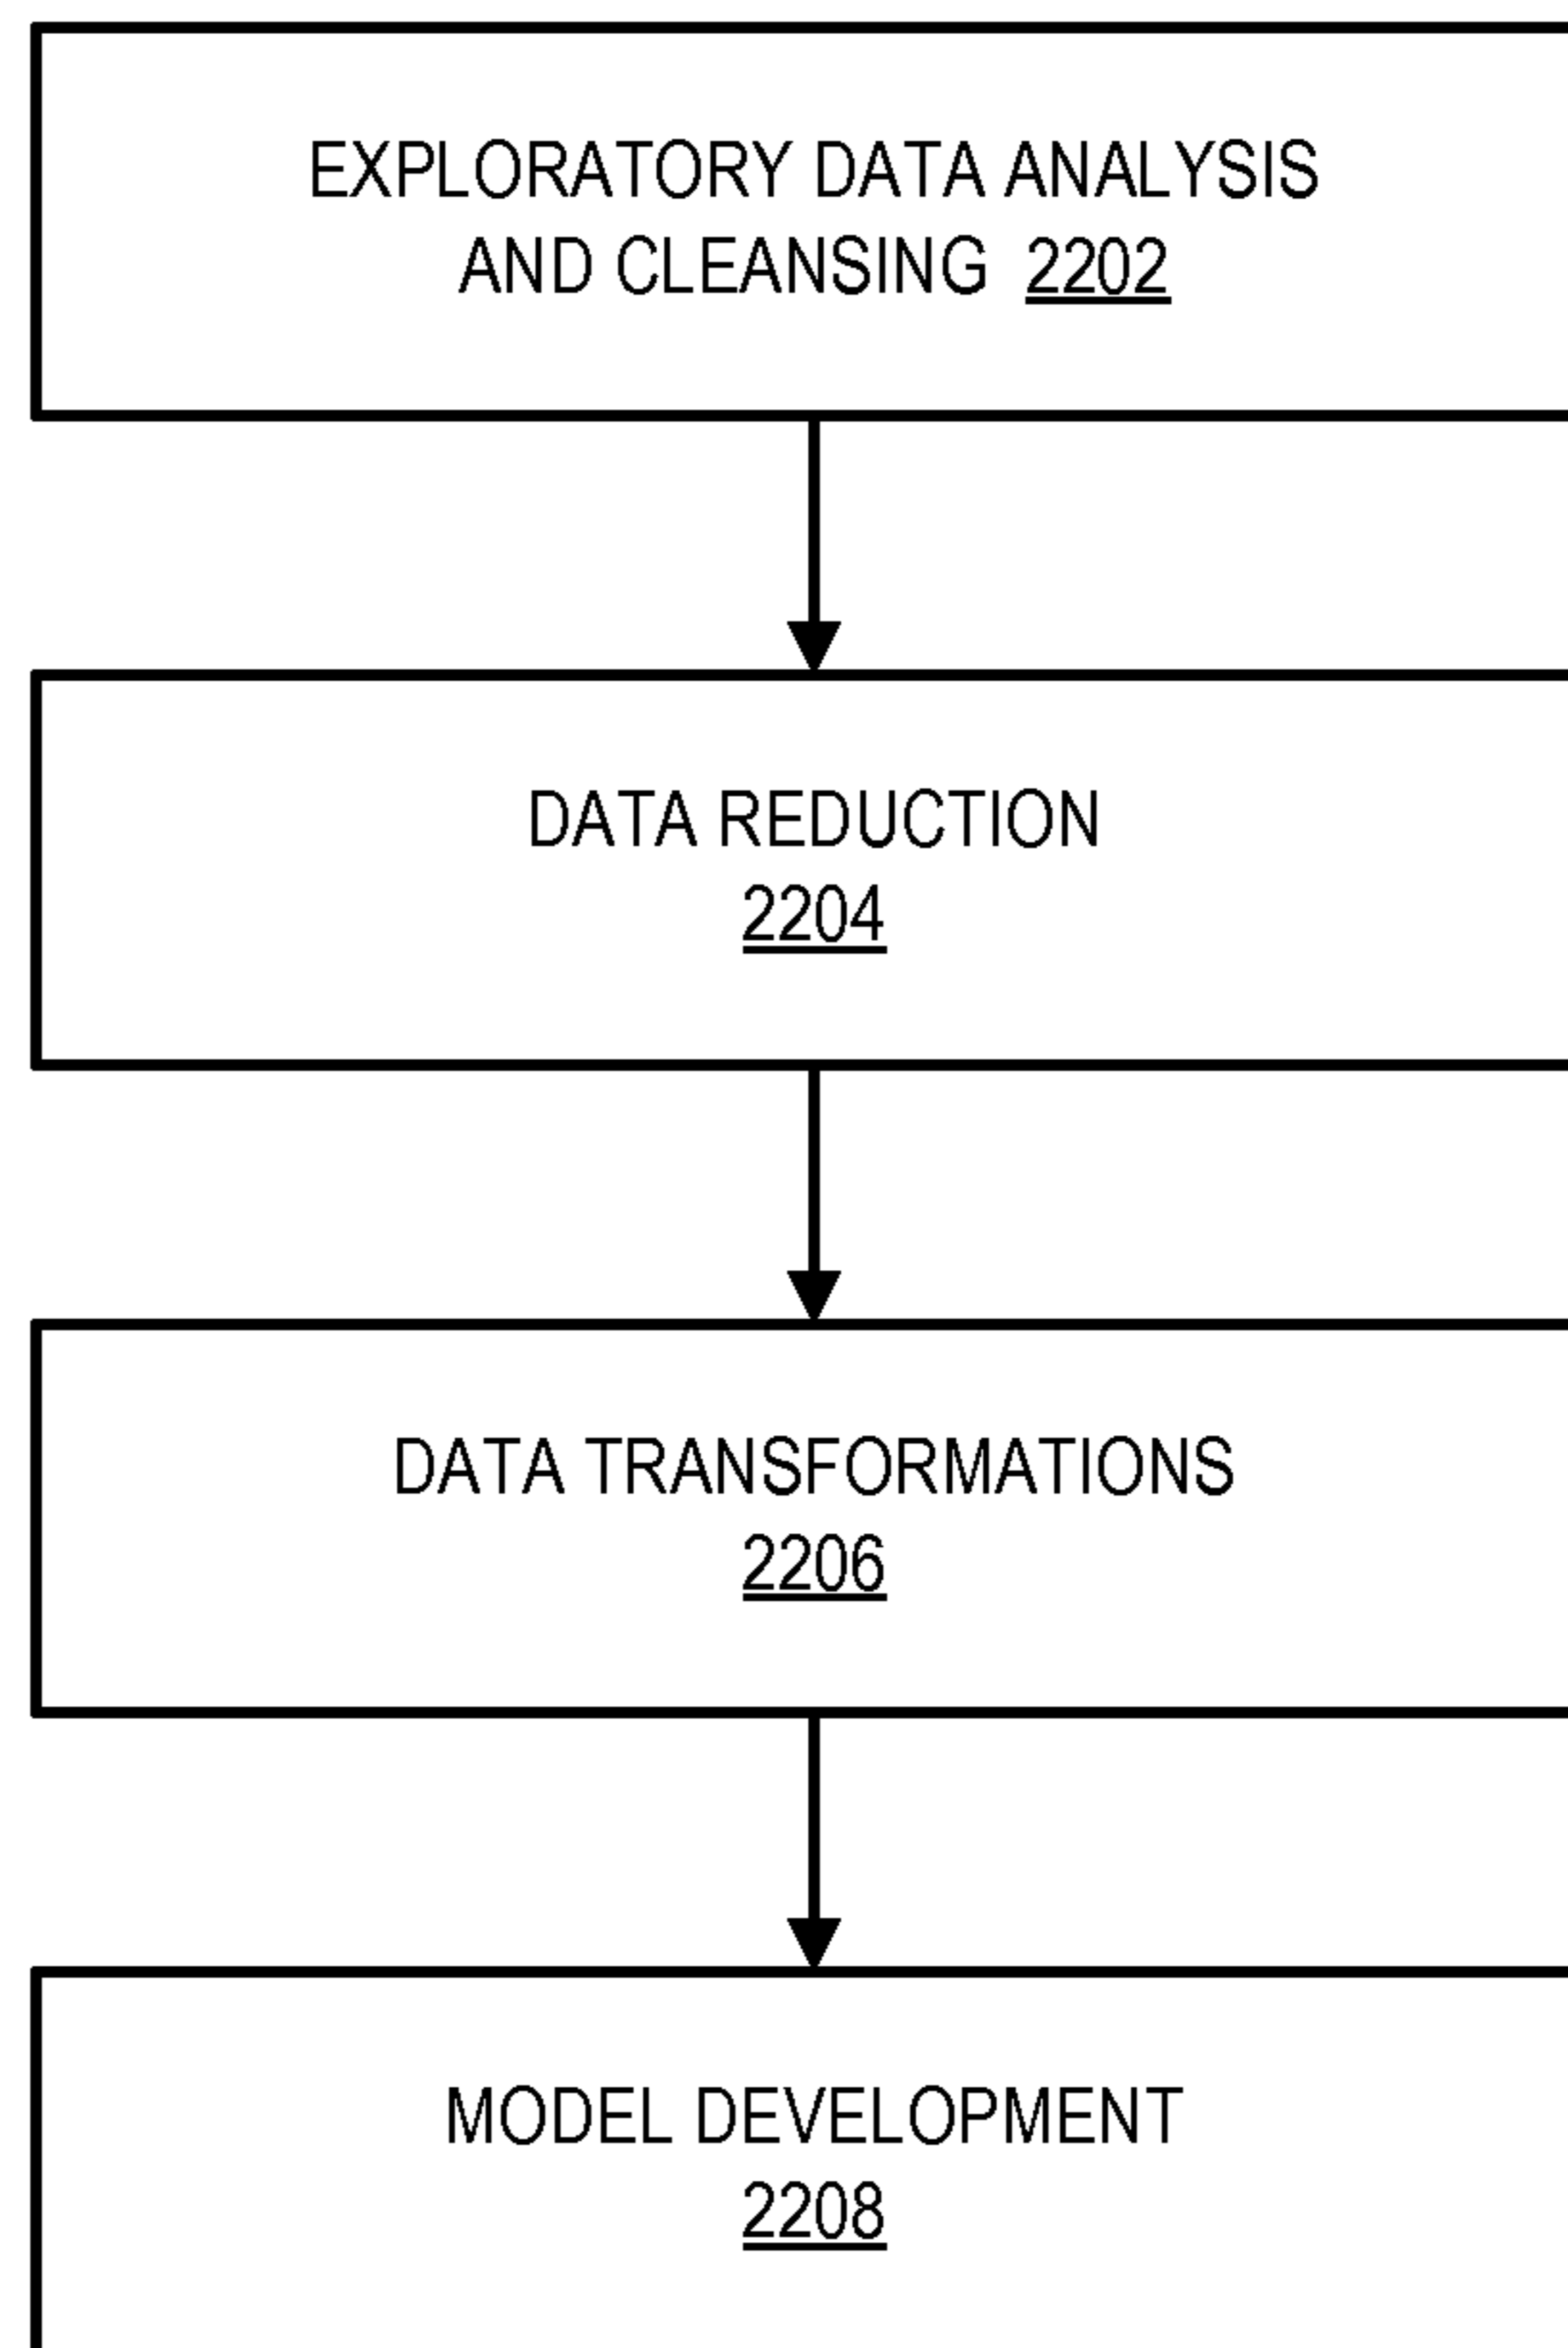 EXPLORATORY DATA ANALYSIS
AND CLEANSING 2202
DATA REDUCTION
2204
DATA TRANSFORMATIONS
2206
MODEL DEVELOPMENT
2208